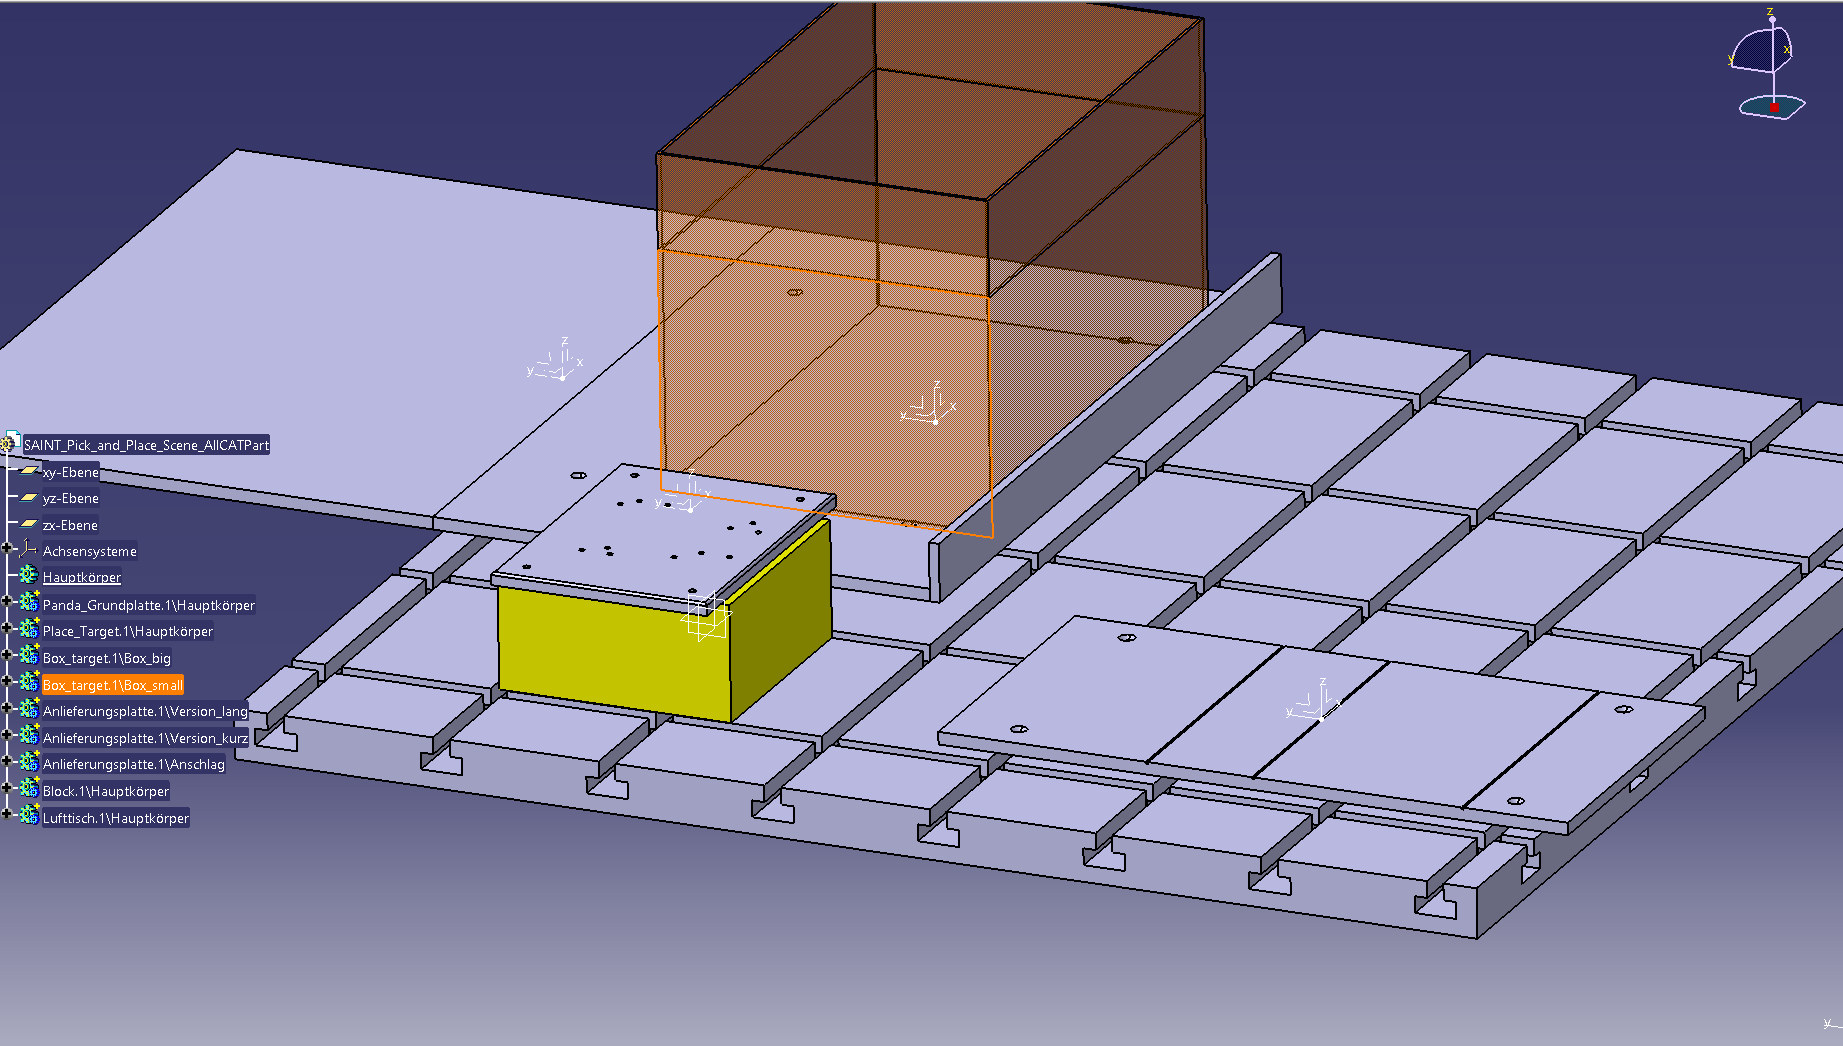 z
x
y
z
x
y
z
x
y
z
x
y
z
x
y
SAINT_Pick_and_Place_Scene_AllCATPart
xy-Ebene
yz-Ebene
zx-Ebene
Achsensysteme
Hauptkörper
Panda_Grundplatte.1\Hauptkörper
Place_Target.1\Hauptkörper
Box_target.1\Box_big
Box_target.1\Box_small
Anlieferungsplatte.1\Version_lang
Anlieferungsplatte.1\Version_kurz
Anlieferungsplatte.1\Anschlag
Block.1\Hauptkörper
Lufttisch.1\Hauptkörper
y